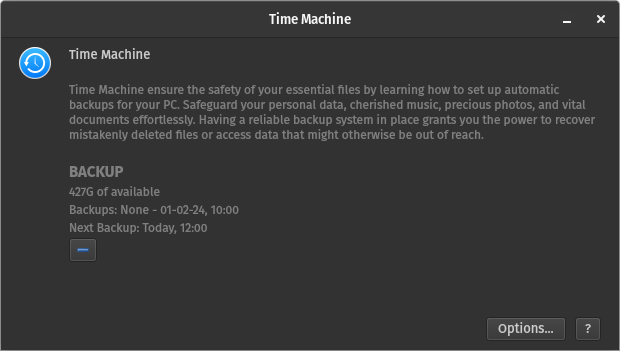 Time Machine
Time Machine
Time Machine ensure the safety of your essential files by learning how to set up automatic
backups for your PC. Safeguard your personal data, cherished music, precious photos, and vital
documents effortlessly. Having a reliable backup system in place grants you the power to recover
mistakenly deleted files or access data that might otherwise be out of reach.
BACKUP
427G of available
Backups: None - 01-02-24, 10:00
Next Backup: Today, 12:00
Options... ?